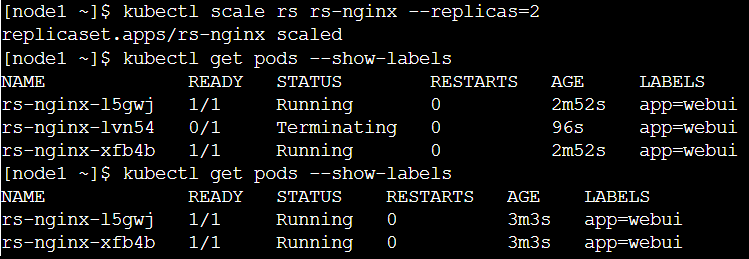 [node1 ~]$ kubectl scale rs rs-nginx --replicas=2
replicaset.apps/rs-nginx scaled
[node1 ~]$ kubectl get pods --show-labels
NAME             READY   STATUS        RESTARTS   AGE     LABELS
rs-nginx-l5gwj   1/1     Running       0          2m52s   app=webui
rs-nginx-lvn54   0/1     Terminating   0          96s     app=webui
rs-nginx-xfb4b   1/1     Running       0          2m52s   app=webui
[node1 ~]$ kubectl get pods --show-labels
NAME             READY   STATUS    RESTARTS   AGE    LABELS
rs-nginx-l5gwj   1/1     Running   0          3m3s   app=webui
rs-nginx-xfb4b   1/1     Running   0          3m3s   app=webui